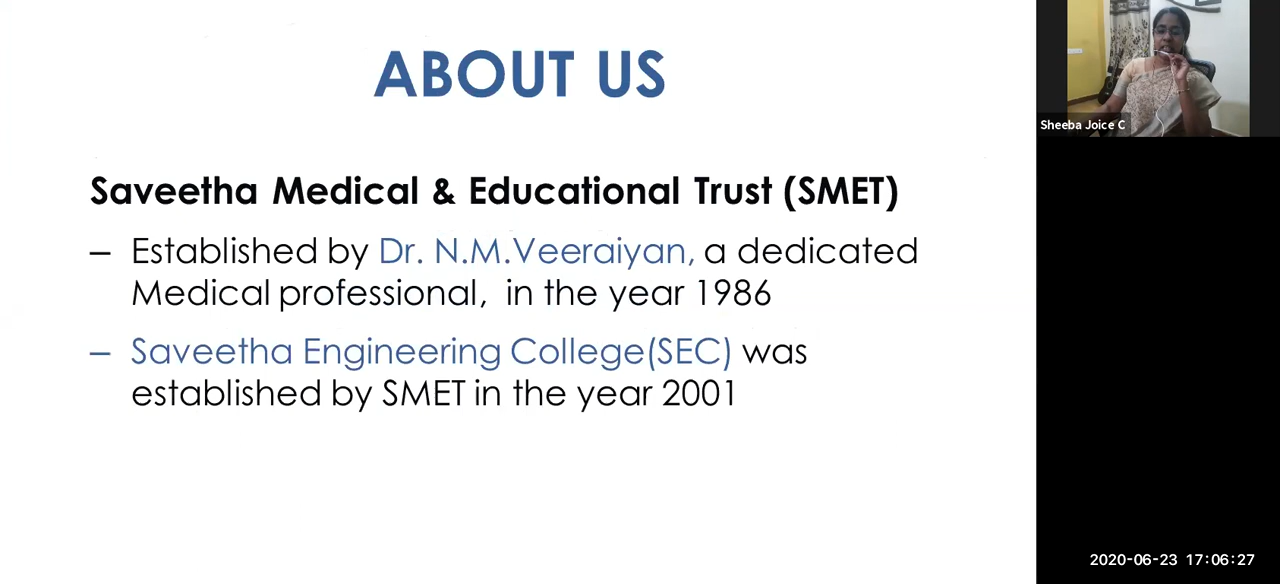 ABOUT US
Saveetha Medical & Educational Trust (SMET)
– Established by Dr. N.M.Veeraiyan, a dedicated
Medical professional, in the year 1986
– Saveetha Engineering College(SEC) was
established by SMET in the year 2001
Sheeba Joice C
2020-06-23 17:06:27